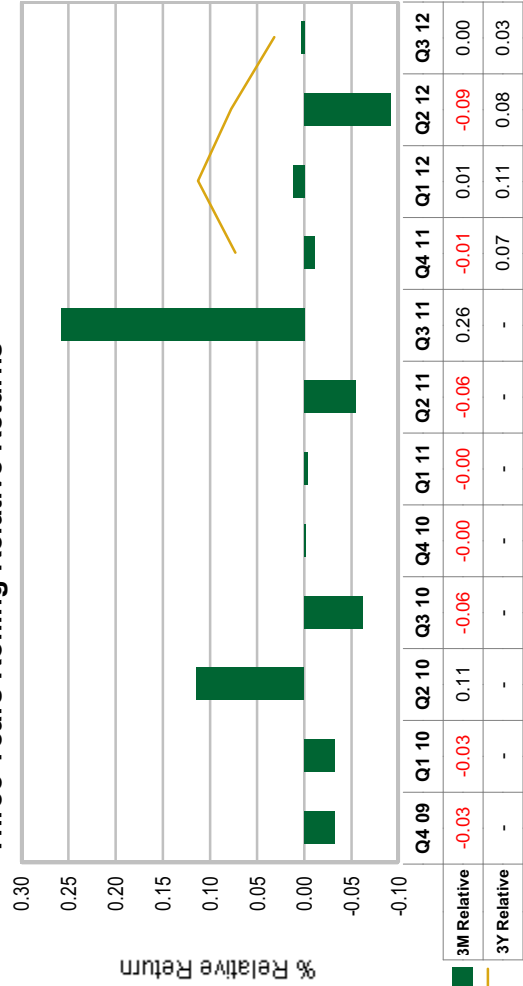 Three Years Rolling Relative Returns
% Relative Return
0.30
0.25
0.20
0.15
0.10
0.05
0.00
-0.05
-0.10
Q4 09 Q1 10 Q2 10 Q3 10 Q4 10 Q1 11 Q2 11 Q3 11 Q4 11 Q1 12 Q2 12 Q3 12
3M Relative -0.03 -0.03 0.11 -0.06 -0.00 -0.00 -0.06 0.26 -0.01 0.01 -0.09 0.00
3Y Relative - - - - - - - - 0.07 0.11 0.08 0.03